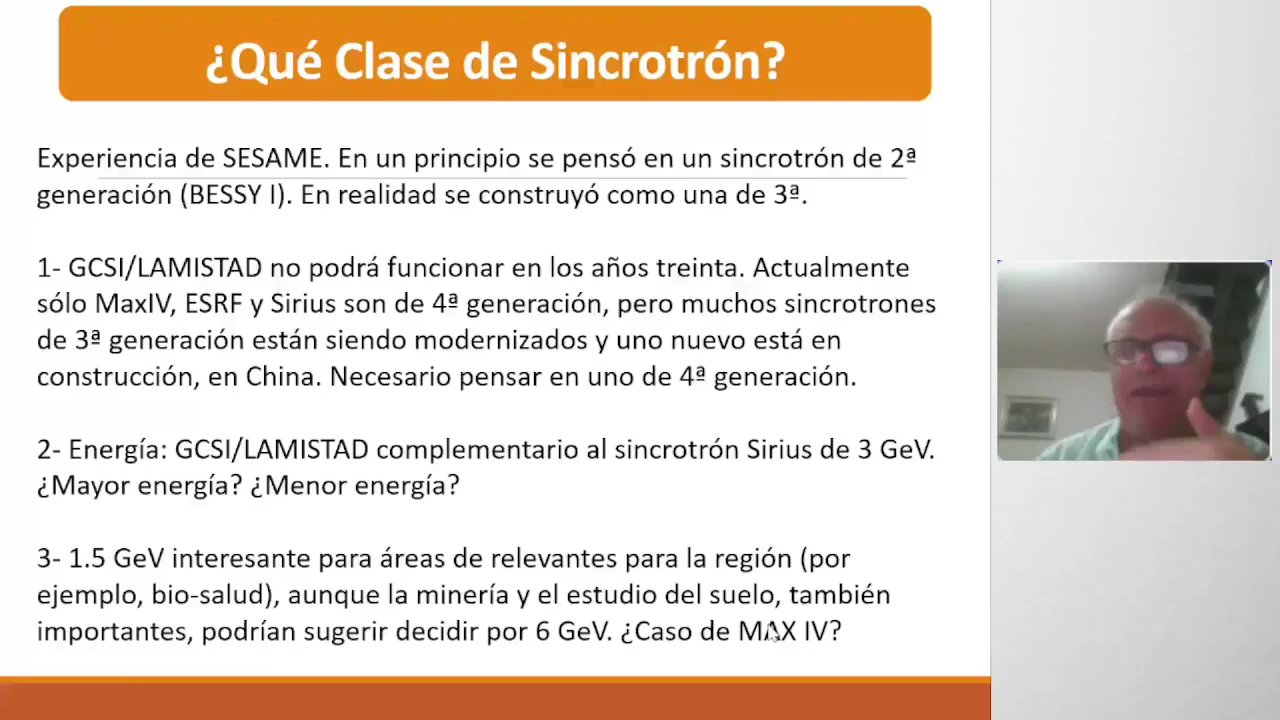 ¿Qué Clase de Sincrotrón?
Experiencia de SESAME. En un principio se pensó en un sincrotrón de 2ª
generación (BESSY I). En realidad se construyó como una de 3ª.
1- GCSI/LAMISTAD no podrá funcionar en los años treinta. Actualmente
sólo MaxIV, ESRF y Sirius son de 4ª generación, pero muchos sincrotrones
de 3ª generación están siendo modernizados y uno nuevo está en
construcción, en China. Necesario pensar en uno de 4ª generación.
2- Energía: GCSI/LAMISTAD complementario al sincrotrón Sirius de 3 GeV.
¿Mayor energía? ¿Menor energía?
3- 1.5 GeV interesante para áreas de relevantes para la región (por
ejemplo, bio-salud), aunque la minería y el estudio del suelo, también
importantes, podrían sugerir decidir por 6 GeV. ¿Caso de MAX IV?